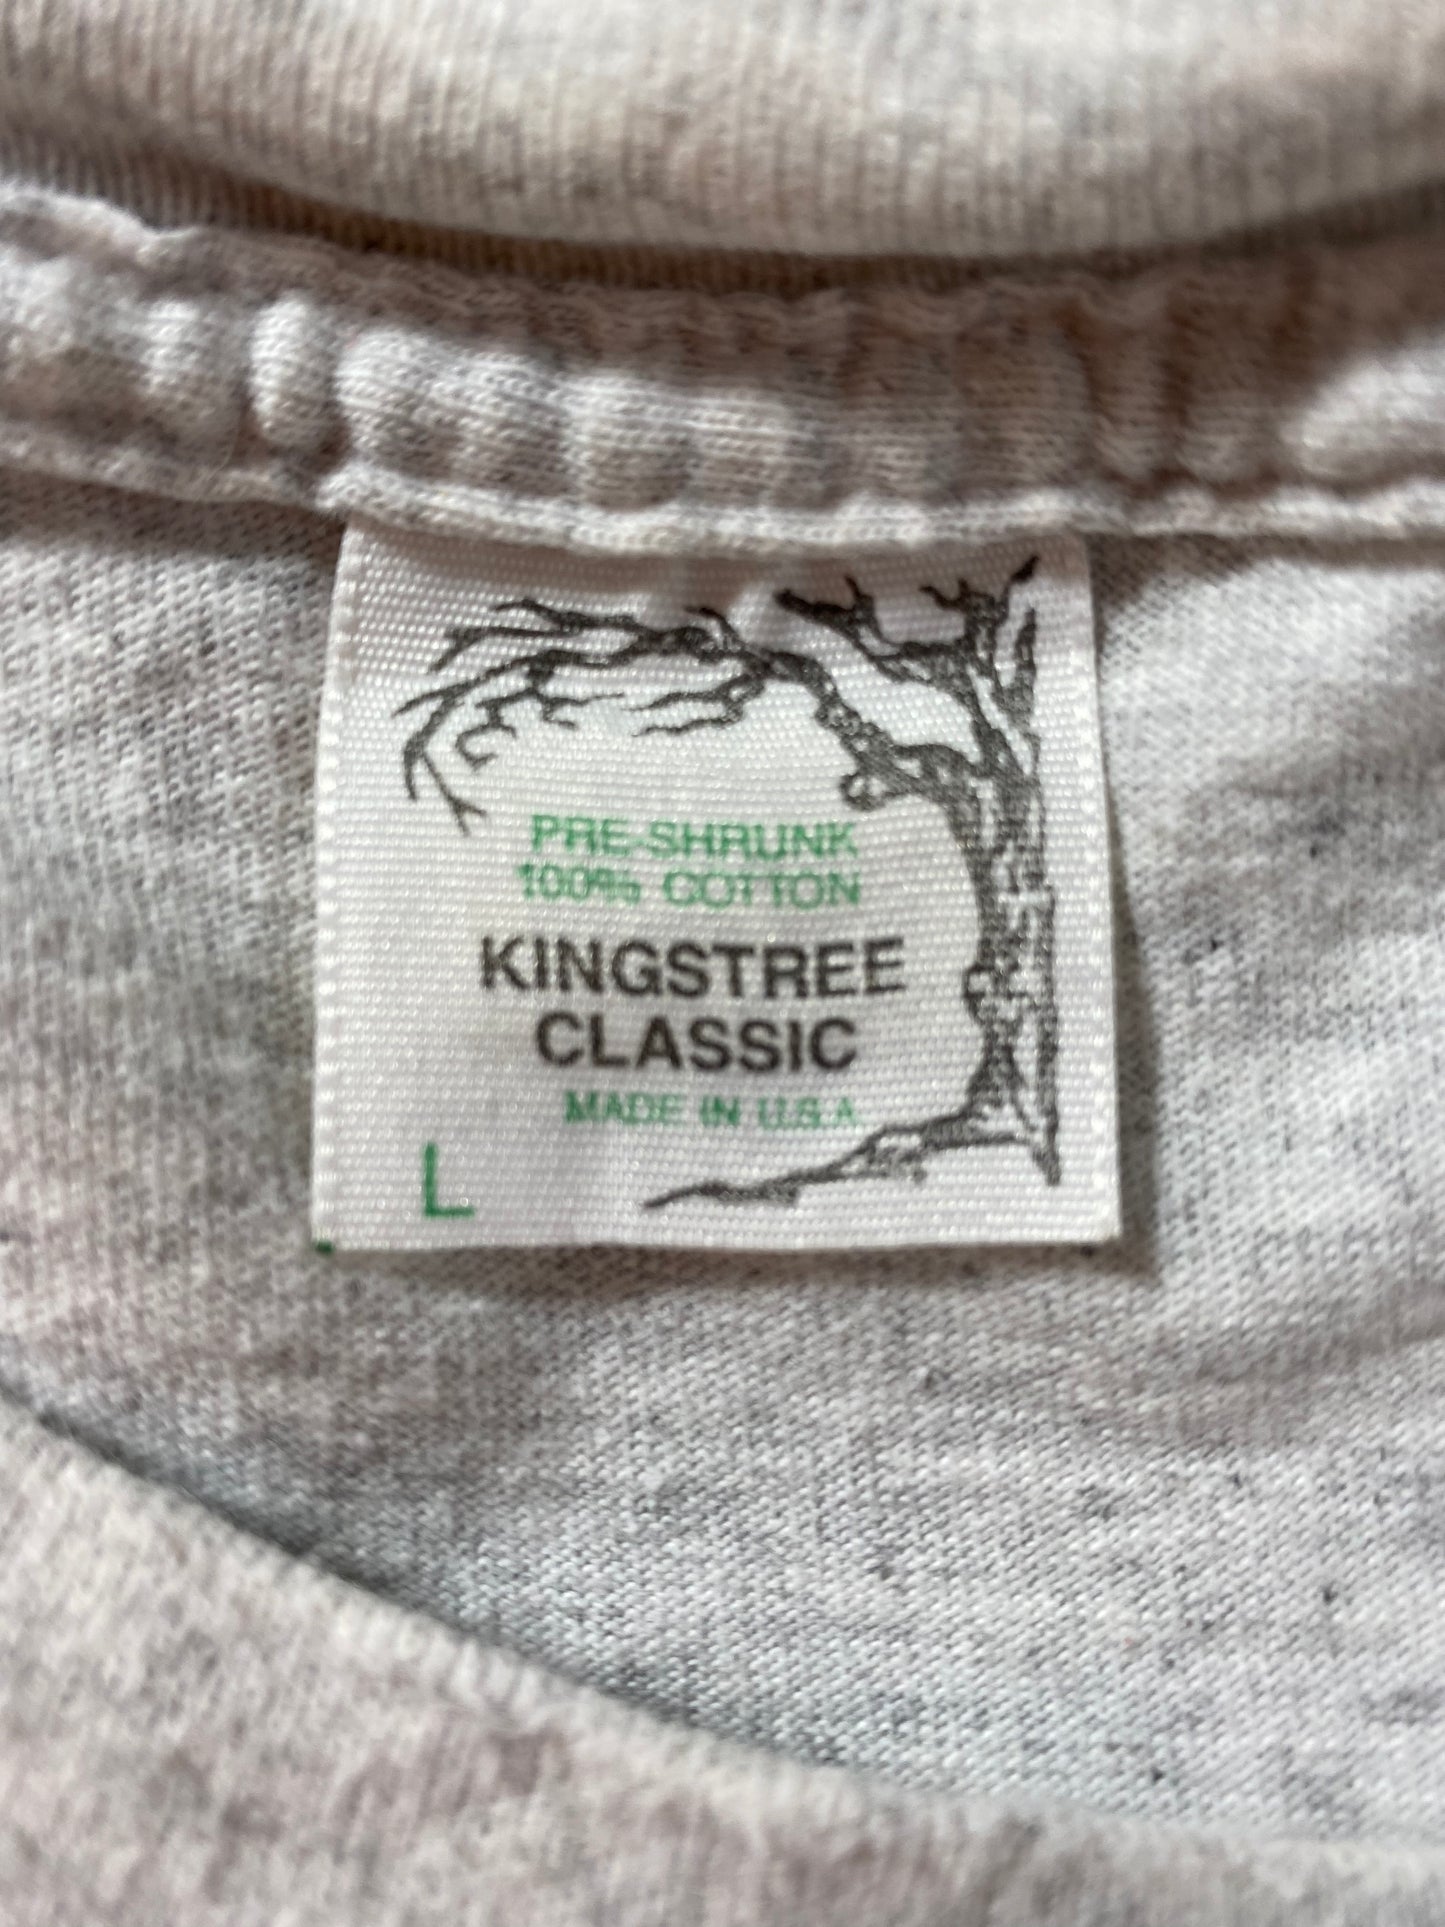 PRE-SHRUNK
100% COTTON
KINGSTREE
CLASSIC
MADE IN U.S.A
L